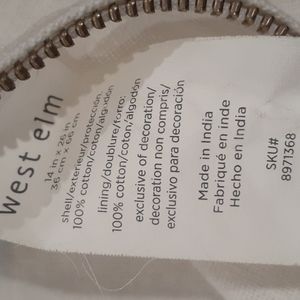 west elm
14 in x 26 in
36 cm x 66 cm
shell/exterieur/protección:
100% cotton/coton/algodón
lining/doublure/forro:
100% cotton/coton/algodón
exclusive of decoration/
decoration non compris/
exclusivo para decoración
Made in India
Fabriqué en inde
Hecho en India
SKU#
8971368